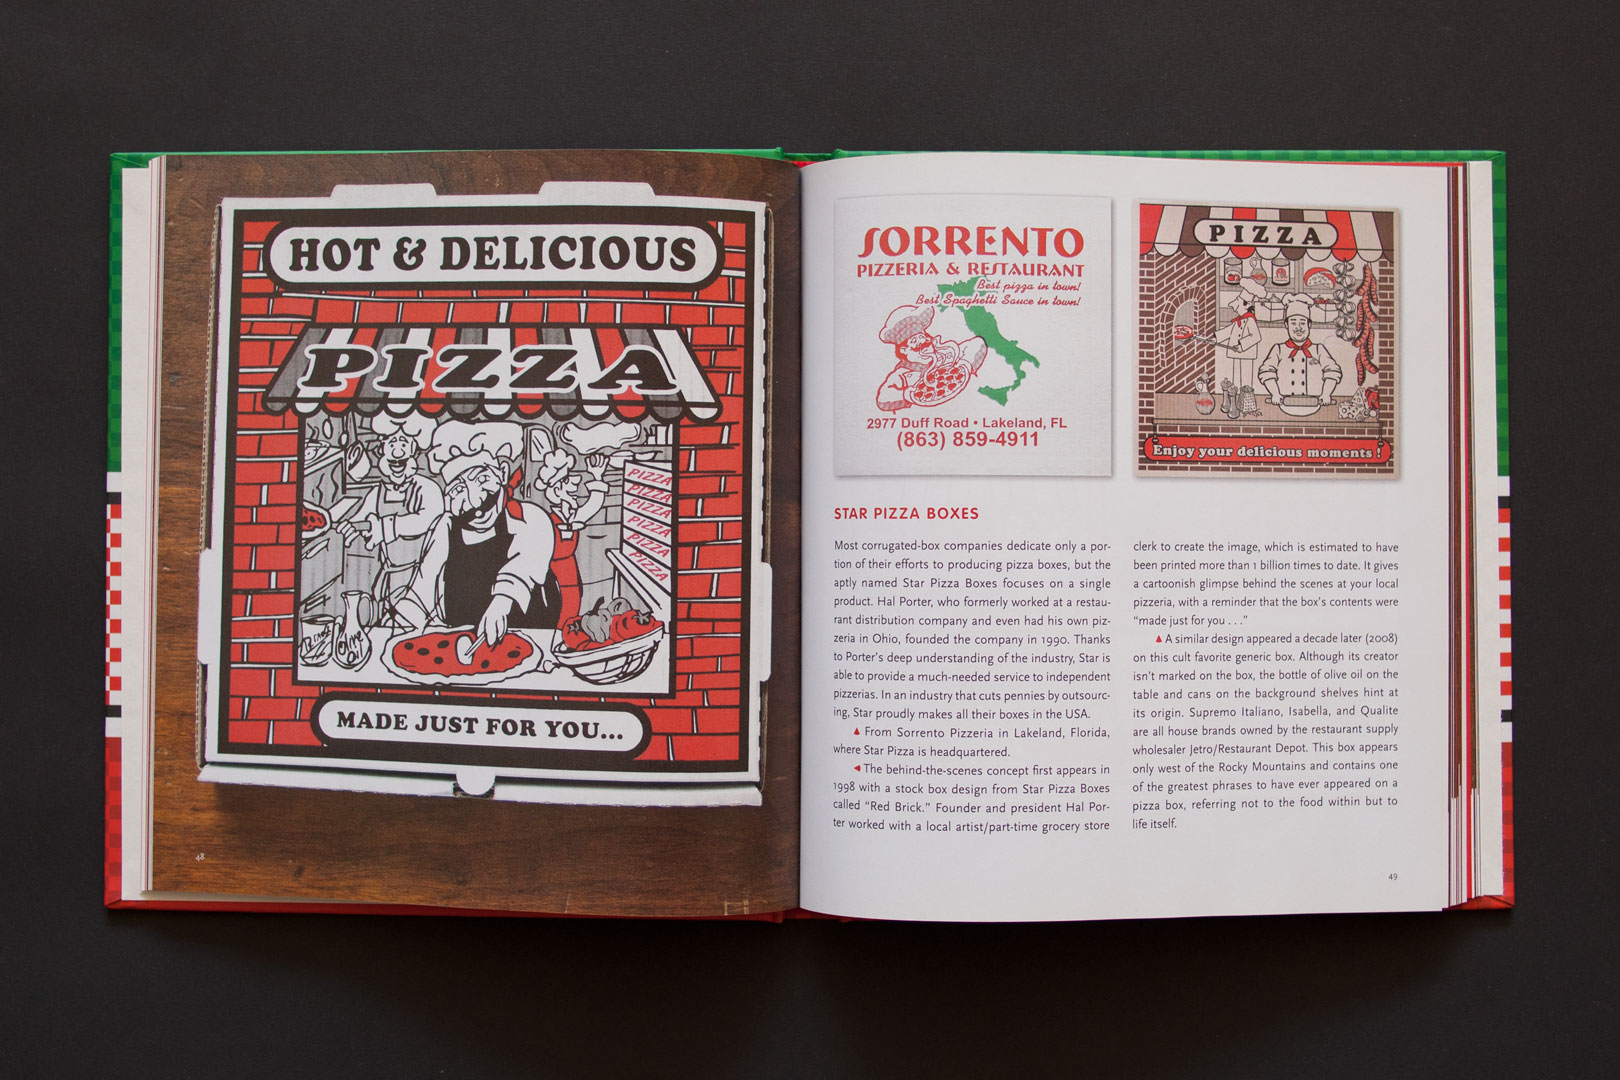 HOT & DELICIOUS
PIZZA
PIZZA
PIZZA
PIZZA
PIZZA
PIZZA
PIZZA
MADE JUST FOR YOU...
48
SORRENTO
PIZZERIA & RESTAURANT
Best pizza in town!
Best Spaghetti Sauce in town!
2977 Duff Road • Lakeland, FL
(863) 859-4911
PIZZA
Enjoy your delicious moments!
STAR PIZZA BOXES
Most corrugated-box companies dedicate only a por-
tion of their efforts to producing pizza boxes, but the
aptly named Star Pizza Boxes focuses on a single
product. Hal Porter, who formerly worked at a restau-
rant distribution company and even had his own piz-
zeria in Ohio, founded the company in 1990. Thanks
to Porter's deep understanding of the industry, Star is
able to provide a much-needed service to independent
pizzerias. In an industry that cuts pennies by outsourc-
ing, Star proudly makes all their boxes in the USA.
▲ From Sorrento Pizzeria in Lakeland, Florida,
where Star Pizza is headquartered.
◄ The behind-the-scenes concept first appears in
1998 with a stock box design from Star Pizza Boxes
called "Red Brick." Founder and president Hal Por-
ter worked with a local artist/part-time grocery store
clerk to create the image, which is estimated to have
been printed more than 1 billion times to date. It gives
a cartoonish glimpse behind the scenes at your local
pizzeria, with a reminder that the box's contents were
"made just for you . . ."
▲ A similar design appeared a decade later (2008)
on this cult favorite generic box. Although its creator
isn't marked on the box, the bottle of olive oil on the
table and cans on the background shelves hint at
its origin. Supremo Italiano, Isabella, and Qualite
are all house brands owned by the restaurant supply
wholesaler Jetro/Restaurant Depot. This box appears
only west of the Rocky Mountains and contains one
of the greatest phrases to have ever appeared on a
pizza box, referring not to the food within but to
life itself.
49